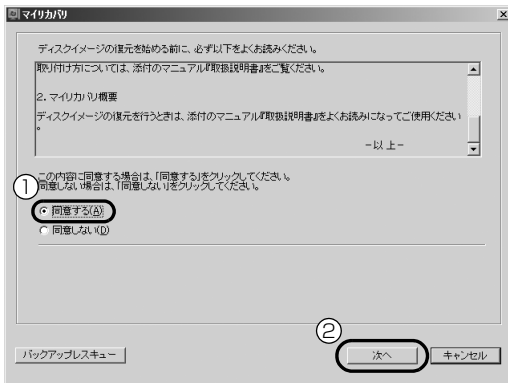 マイリカバリ
ディスクイメージの復元を始める前に、必ず以下をよくお読みください。
取り付け方については、添付のマニュアル『取扱説明書』をご覧ください。
2. マイリカバリ概要
ディスクイメージの復元を行うときは、添付のマニュアル『取扱説明書』をよくお読みになってご使用ください
。
-以上-
この内容に同意する場合は、「同意する」をクリックしてください。
同意しない場合は、「同意しない」をクリックしてください。
①
同意する(A)
同意しない(D)
②
バックアップレスキュー
次へ
キャンセル